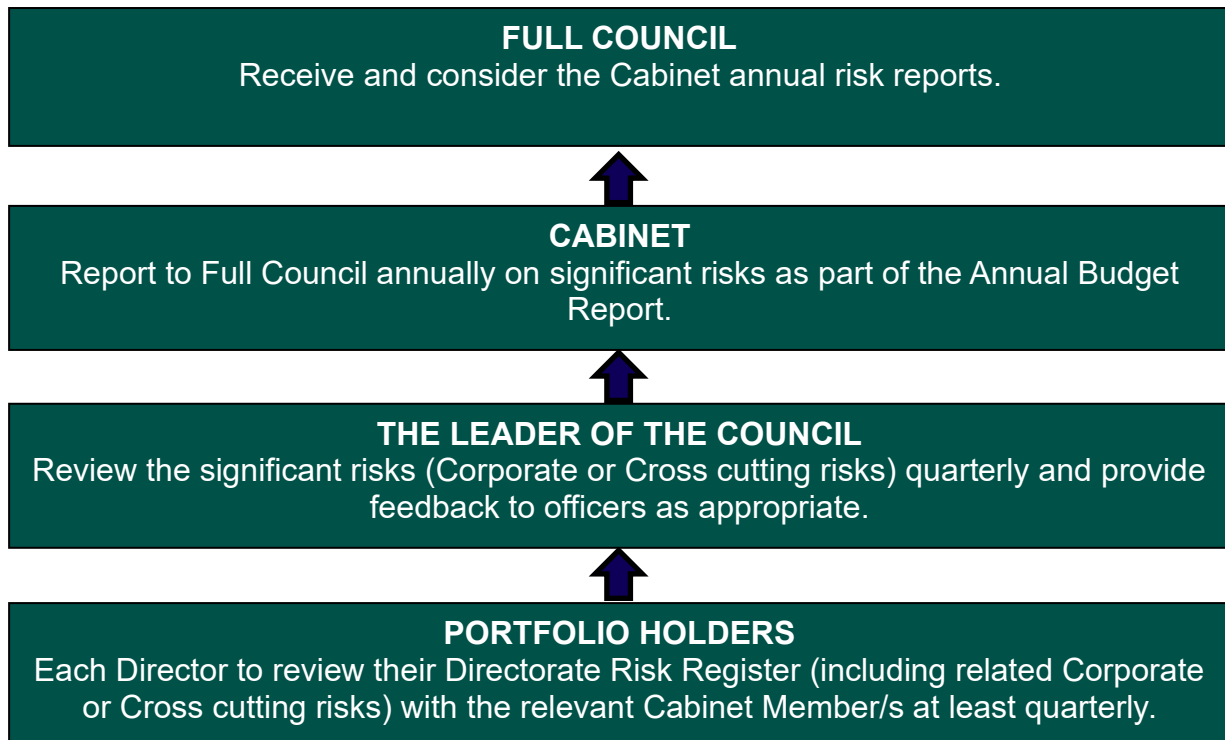 FULL COUNCIL
Receive and consider the Cabinet annual risk reports.
CABINET
Report to Full Council annually on significant risks as part of the Annual Budget
Report.
THE LEADER OF THE COUNCIL
Review the significant risks (Corporate or Cross cutting risks) quarterly and provide
feedback to officers as appropriate.
PORTFOLIO HOLDERS
Each Director to review their Directorate Risk Register (including related Corporate
or Cross cutting risks) with the relevant Cabinet Member/s at least quarterly.